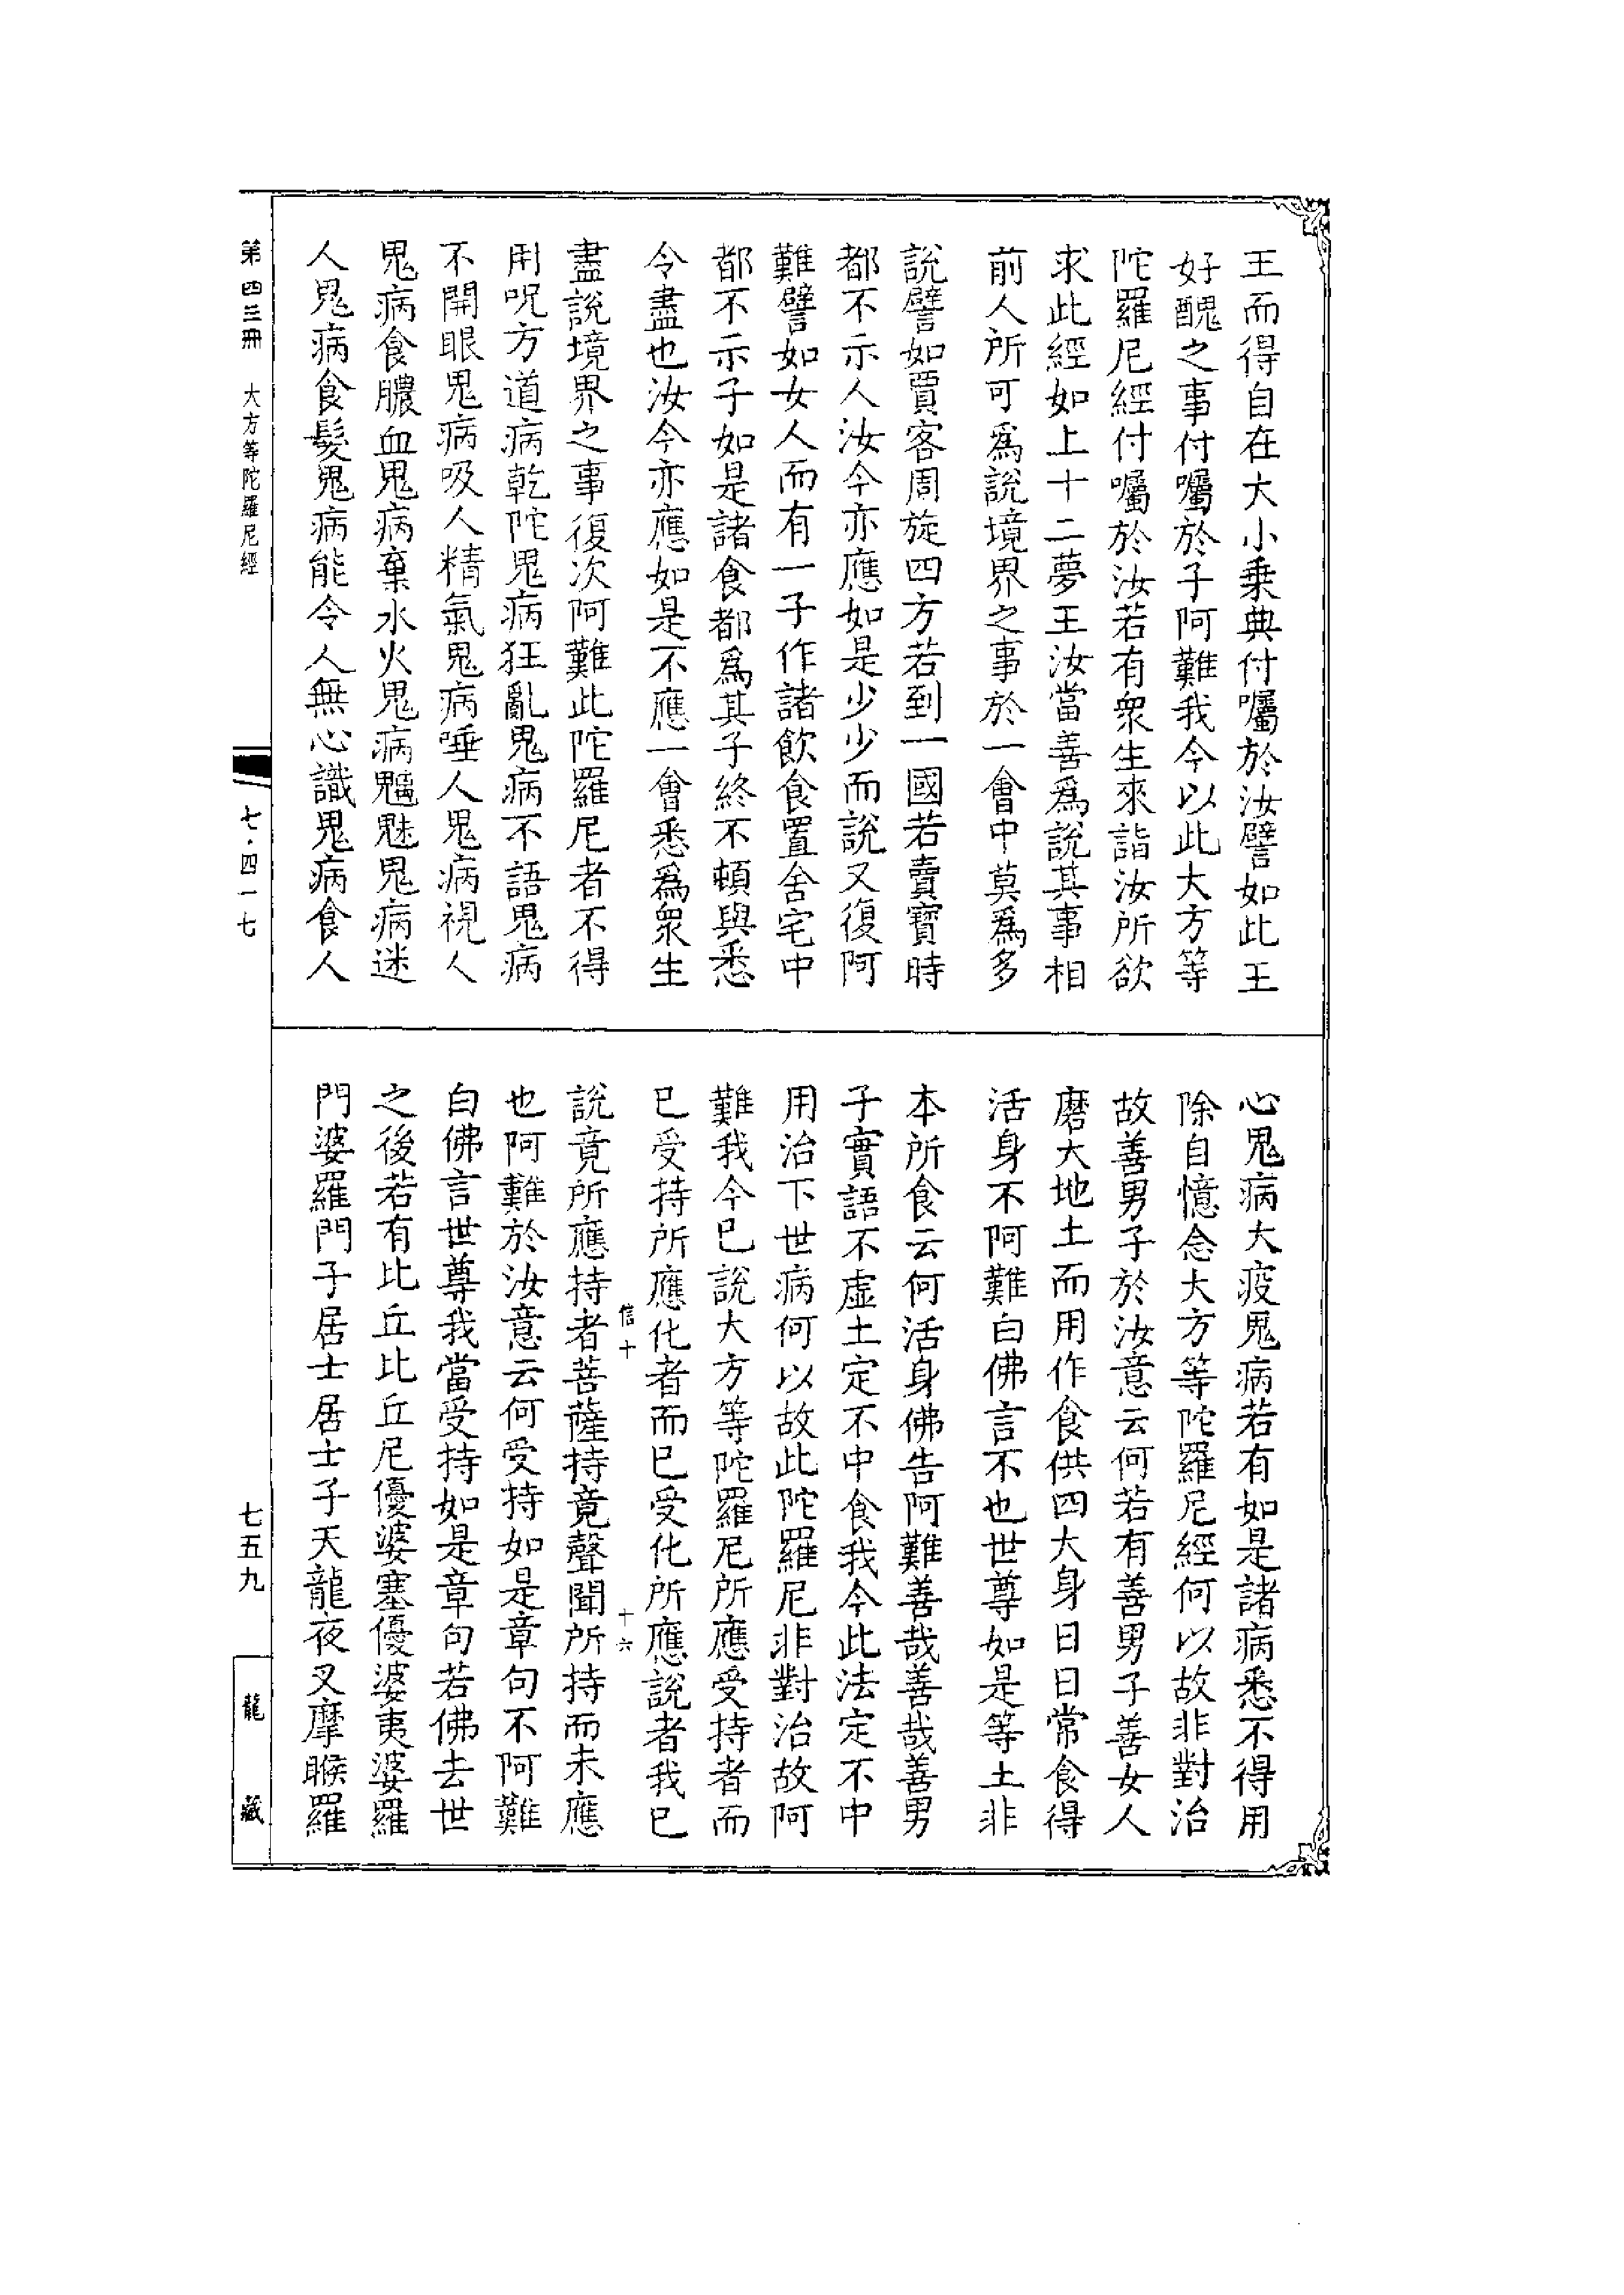 王而得自在大小乗典付囑於汝譬如此王
好醜之事付囑於子阿難我今以此大方等
陀羅尼經付囑於汝若有衆生來詣汝所欲
求此經如上十二夢王汝當善爲說其事相
前人所可爲說境界之事於一會中莫爲多
說譬如賈客周旋四方若到一國若賣寶時
都不示人汝今亦應如是少少而說又復阿
難譬如女人而有一子作諸飲食置舍宅中
都不示子如是諸食都爲其子終不頓與悉
令盡也汝今亦應如是不應一會悉爲衆生
盡說境界之事復次阿難此陀羅尼者不得
用呪方道病乾陀鬼病狂亂鬼病不語鬼病
不開眼鬼病吸人精氣鬼病唾人鬼病視人
鬼病食膿血鬼病棄水火鬼病魑魅鬼病迷
人鬼病食髮鬼病能令人無心識鬼病食人
心鬼病大疫鬼病若有如是諸病悉不得用
除自憶念大方等陀羅尼經何以故非對治
故善男子於汝意云何若有善男子善女人
磨大地土而用作食供四大身日日常食得
活身不阿難白佛言不也世尊如是等土非
本所食云何活身佛告阿難善哉善哉善男
子實語不虛土定不中食我今此法定不中
用治下世病何以故此陀羅尼非對治故阿
難我今已說大方等陀羅尼所應受持者而
已受持所應化者而已受化所應說者我已
信十 十六
說竟所應持者菩薩持竟聲聞所持而未應
也阿難於汝意云何受持如是章句不阿難
白佛言世尊我當受持如是章句若佛去世
之後若有比丘比丘尼優婆塞優婆夷婆羅
門婆羅門子居士居士子天龍夜叉摩睺羅
第四三冊 大方等陀羅尼經
七·四一七
七五九
龍藏